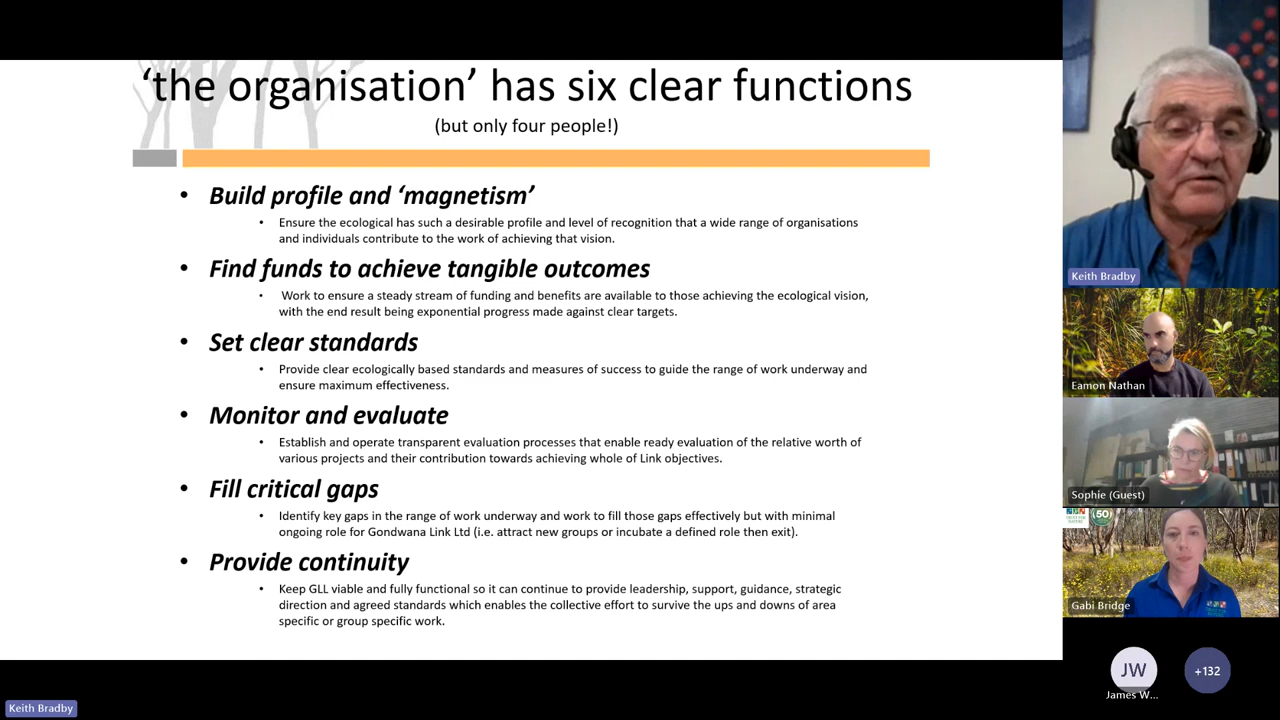 ‘the organisation’ has six clear functions
(but only four people!)
• Build profile and ‘magnetism’
• Ensure the ecological has such a desirable profile and level of recognition that a wide range of organisations
and individuals contribute to the work of achieving that vision.
• Find funds to achieve tangible outcomes
• Work to ensure a steady stream of funding and benefits are available to those achieving the ecological vision,
with the end result being exponential progress made against clear targets.
• Set clear standards
• Provide clear ecologically based standards and measures of success to guide the range of work underway and
ensure maximum effectiveness.
• Monitor and evaluate
• Establish and operate transparent evaluation processes that enable ready evaluation of the relative worth of
various projects and their contribution towards achieving whole of Link objectives.
• Fill critical gaps
• Identify key gaps in the range of work underway and work to fill those gaps effectively but with minimal
ongoing role for Gondwana Link Ltd (i.e. attract new groups or incubate a defined role then exit).
• Provide continuity
• Keep GLL viable and fully functional so it can continue to provide leadership, support, guidance, strategic
direction and agreed standards which enables the collective effort to survive the ups and downs of area
specific or group specific work.
Keith Bradby
Eamon Nathan
Sophie (Guest)
50
Gabi Bridge
JW
+132
James W...
Keith Bradby